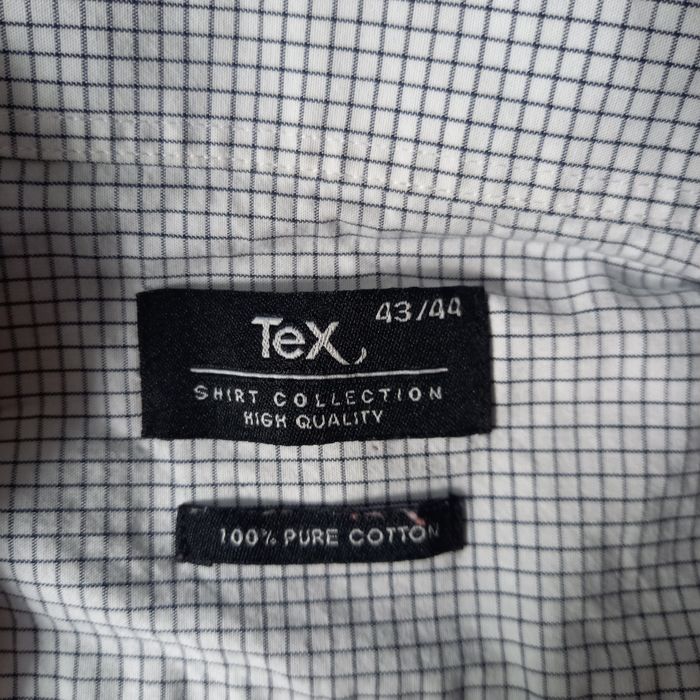 TeX, 43/44
SHIRT COLLECTION
HIGH QUALITY
100% PURE COTTON